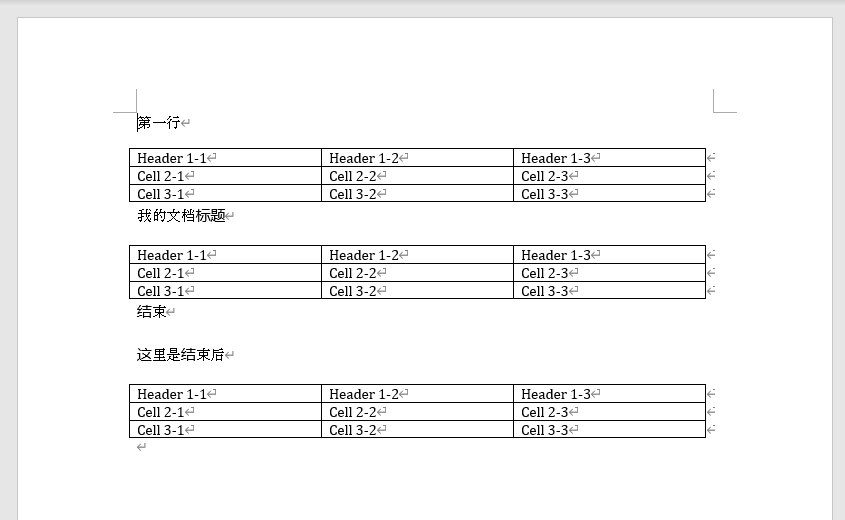 第一行
Header 1-1 Header 1-2 Header 1-3
Cell 2-1 Cell 2-2 Cell 2-3
Cell 3-1 Cell 3-2 Cell 3-3
我的文档标题
Header 1-1 Header 1-2 Header 1-3
Cell 2-1 Cell 2-2 Cell 2-3
Cell 3-1 Cell 3-2 Cell 3-3
结束
这里是结束后
Header 1-1 Header 1-2 Header 1-3
Cell 2-1 Cell 2-2 Cell 2-3
Cell 3-1 Cell 3-2 Cell 3-3